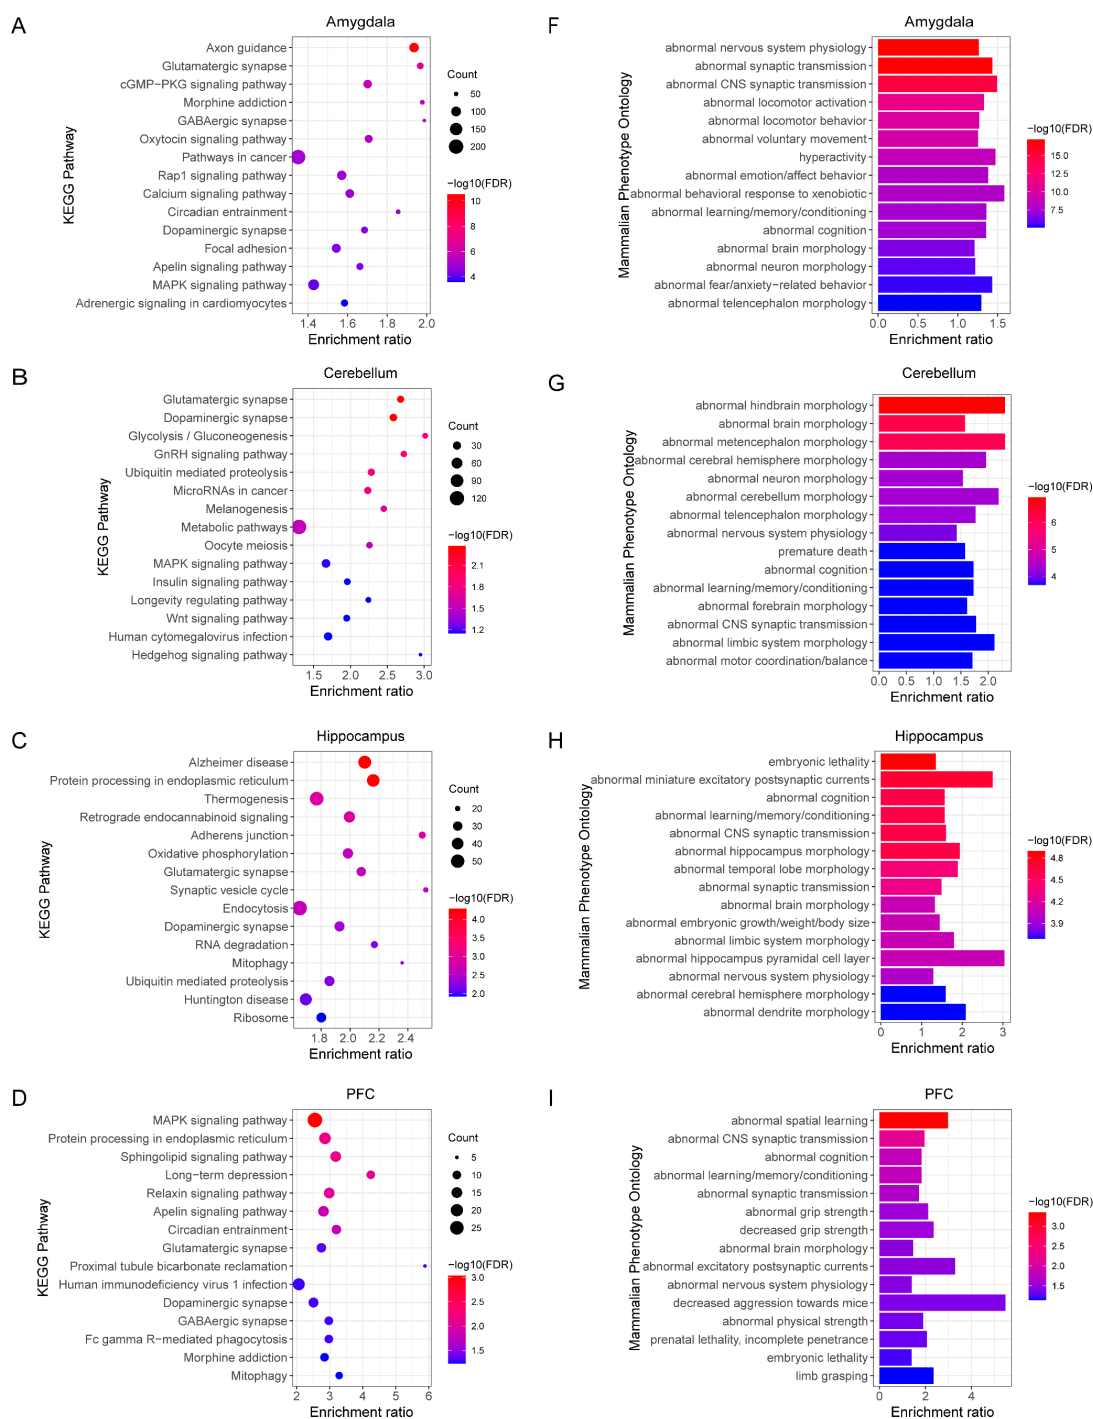 A
Amygdala
KEGG Pathway
Axon guidance
Glutamatergic synapse
cGMP−PKG signaling pathway
Morphine addiction
GABAergic synapse
Oxytocin signaling pathway
Pathways in cancer
Rap1 signaling pathway
Calcium signaling pathway
Circadian entrainment
Dopaminergic synapse
Focal adhesion
Apelin signaling pathway
MAPK signaling pathway
Adrenergic signaling in cardiomyocytes
1.4 1.6 1.8 2.0
Enrichment ratio
Count
50
100
150
200
−log10(FDR)
10
8
6
4
F
Amygdala
Mammalian Phenotype Ontology
abnormal nervous system physiology
abnormal synaptic transmission
abnormal CNS synaptic transmission
abnormal locomotor activation
abnormal locomotor behavior
abnormal voluntary movement
hyperactivity
abnormal emotion/affect behavior
abnormal behavioral response to xenobiotic
abnormal learning/memory/conditioning
abnormal cognition
abnormal brain morphology
abnormal neuron morphology
abnormal fear/anxiety−related behavior
abnormal telencephalon morphology
0.0 0.5 1.0 1.5
Enrichment ratio
−log10(FDR)
15.0
12.5
10.0
7.5
B
Cerebellum
KEGG Pathway
Glutamatergic synapse
Dopaminergic synapse
Glycolysis / Gluconeogenesis
GnRH signaling pathway
Ubiquitin mediated proteolysis
MicroRNAs in cancer
Melanogenesis
Metabolic pathways
Oocyte meiosis
MAPK signaling pathway
Insulin signaling pathway
Longevity regulating pathway
Wnt signaling pathway
Human cytomegalovirus infection
Hedgehog signaling pathway
1.5 2.0 2.5 3.0
Enrichment ratio
Count
30
60
90
120
−log10(FDR)
2.1
1.8
1.5
1.2
G
Cerebellum
Mammalian Phenotype Ontology
abnormal hindbrain morphology
abnormal brain morphology
abnormal metencephalon morphology
abnormal cerebral hemisphere morphology
abnormal neuron morphology
abnormal cerebellum morphology
abnormal telencephalon morphology
abnormal nervous system physiology
premature death
abnormal cognition
abnormal learning/memory/conditioning
abnormal forebrain morphology
abnormal CNS synaptic transmission
abnormal limbic system morphology
abnormal motor coordination/balance
0.0 0.5 1.0 1.5 2.0
Enrichment ratio
−log10(FDR)
6
5
4
C
Hippocampus
KEGG Pathway
Alzheimer disease
Protein processing in endoplasmic reticulum
Thermogenesis
Retrograde endocannabinoid signaling
Adherens junction
Oxidative phosphorylation
Glutamatergic synapse
Synaptic vesicle cycle
Endocytosis
Dopaminergic synapse
RNA degradation
Mitophagy
Ubiquitin mediated proteolysis
Huntington disease
Ribosome
1.8 2.0 2.2 2.4
Enrichment ratio
Count
20
30
40
50
−log10(FDR)
4.0
3.5
3.0
2.5
2.0
H
Hippocampus
Mammalian Phenotype Ontology
embryonic lethality
abnormal miniature excitatory postsynaptic currents
abnormal cognition
abnormal learning/memory/conditioning
abnormal CNS synaptic transmission
abnormal hippocampus morphology
abnormal temporal lobe morphology
abnormal synaptic transmission
abnormal brain morphology
abnormal embryonic growth/weight/body size
abnormal limbic system morphology
abnormal hippocampus pyramidal cell layer
abnormal nervous system physiology
abnormal cerebral hemisphere morphology
abnormal dendrite morphology
0 1 2 3
Enrichment ratio
−log10(FDR)
4.8
4.5
4.2
3.9
D
PFC
KEGG Pathway
MAPK signaling pathway
Protein processing in endoplasmic reticulum
Sphingolipid signaling pathway
Long−term depression
Relaxin signaling pathway
Apelin signaling pathway
Circadian entrainment
Glutamatergic synapse
Proximal tubule bicarbonate reclamation
Human immunodeficiency virus 1 infection
Dopaminergic synapse
GABAergic synapse
Fc gamma R−mediated phagocytosis
Morphine addiction
Mitophagy
2 3 4 5 6
Enrichment ratio
Count
5
10
15
20
25
−log10(FDR)
3.0
2.5
2.0
1.5
I
PFC
Mammalian Phenotype Ontology
abnormal spatial learning
abnormal CNS synaptic transmission
abnormal cognition
abnormal learning/memory/conditioning
abnormal synaptic transmission
abnormal grip strength
decreased grip strength
abnormal brain morphology
abnormal excitatory postsynaptic currents
abnormal nervous system physiology
decreased aggression towards mice
abnormal physical strength
prenatal lethality, incomplete penetrance
embryonic lethality
limb grasping
0 2 4
Enrichment ratio
−log10(FDR)
3.0
2.5
2.0
1.5